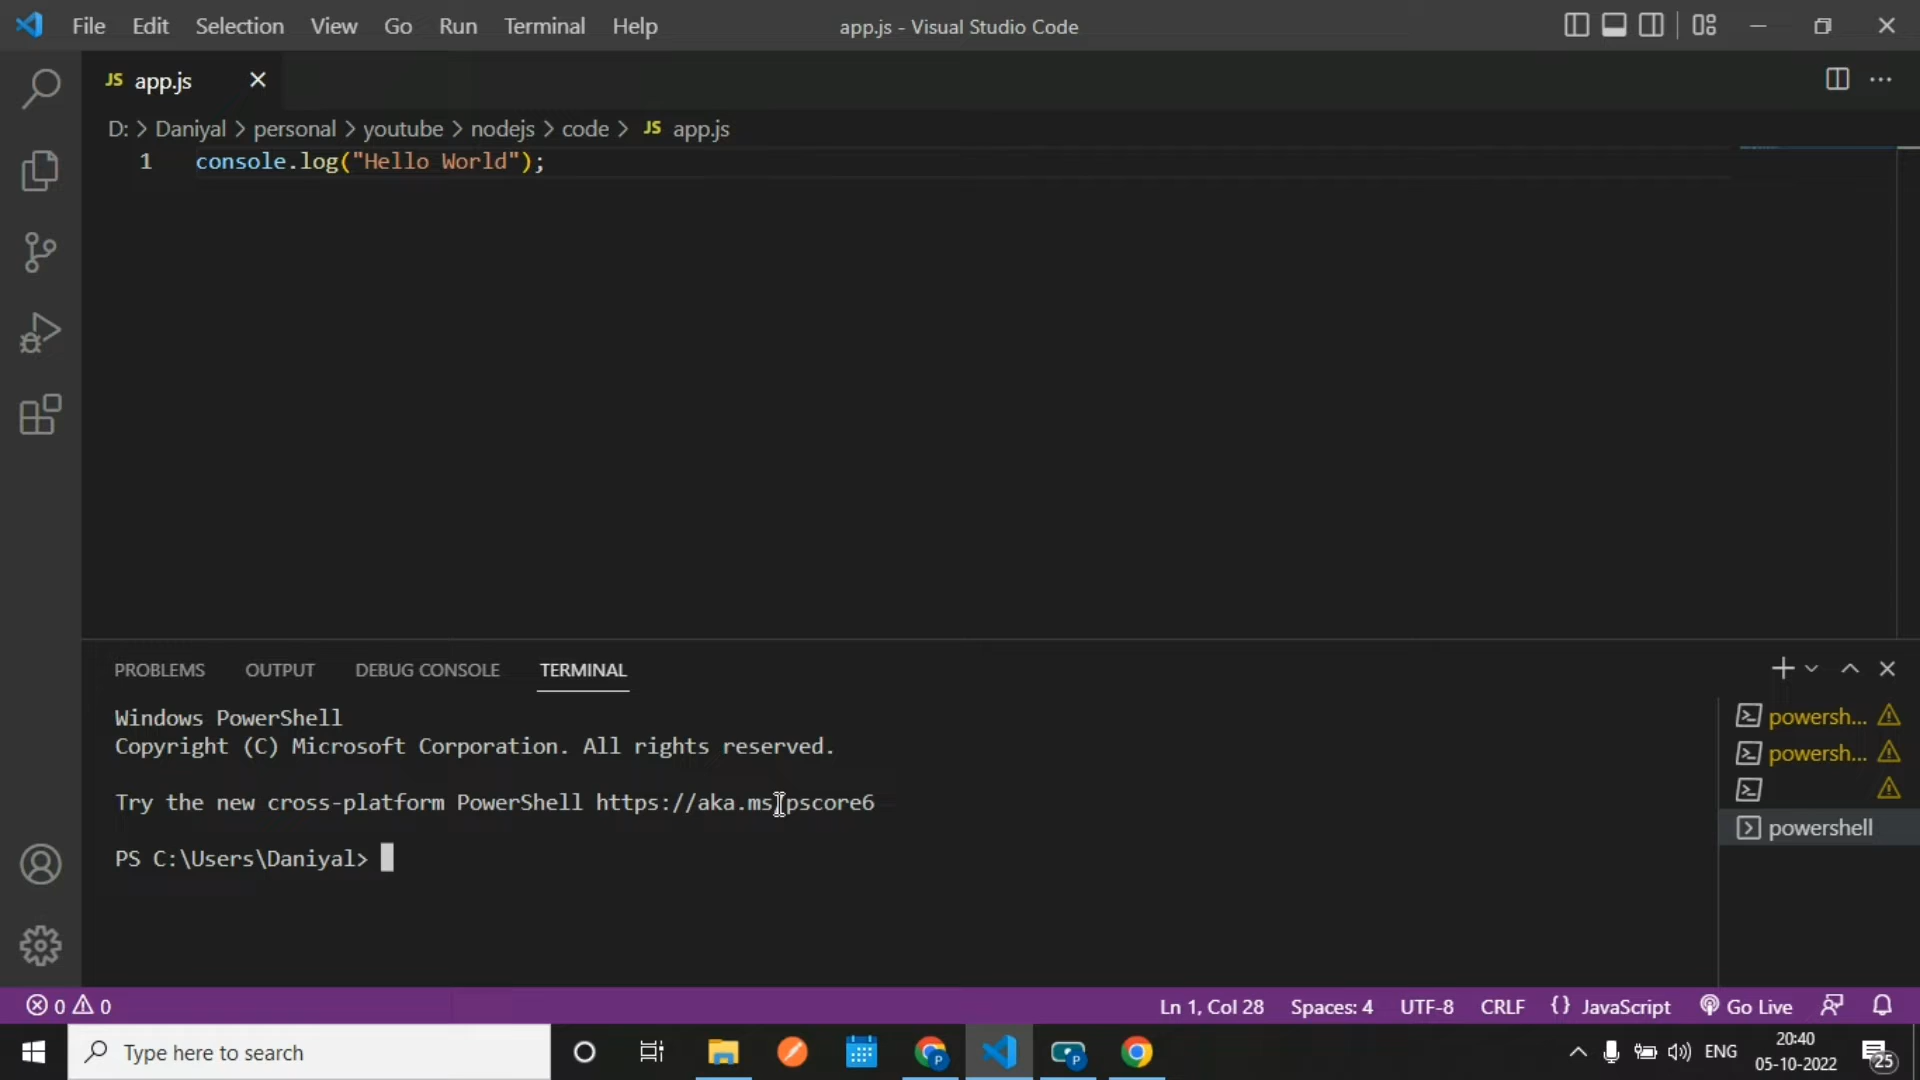 File Edit Selection View Go Run Terminal Help
app.js - Visual Studio Code
JS app.js
D: > Daniyal > personal > youtube > nodejs > code > JS app.js
1 console.log("Hello World");
PROBLEMS OUTPUT DEBUG CONSOLE TERMINAL
Windows PowerShell
Copyright (C) Microsoft Corporation. All rights reserved.
Try the new cross-platform PowerShell https://aka.ms/pscore6
PS C:\Users\Daniyal>
powersh...
powersh...
powershell
0 0
Ln 1, Col 28 Spaces: 4 UTF-8 CRLF {} JavaScript Go Live
Type here to search
P
P
ENG
20:40
05-10-2022
25